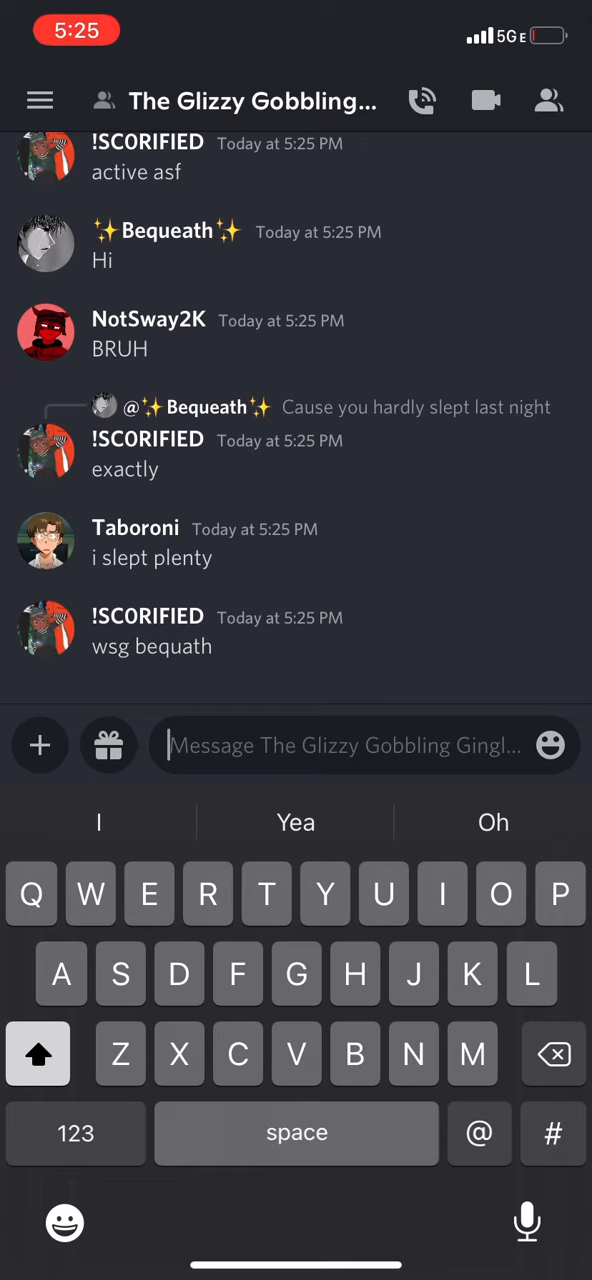 5:25
5G E
The Glizzy Gobbling...
!SC0RIFIED Today at 5:25 PM
active asf
✨Bequeath✨ Today at 5:25 PM
Hi
NotSway2K Today at 5:25 PM
BRUH
@✨Bequeath✨ Cause you hardly slept last night
!SC0RIFIED Today at 5:25 PM
exactly
Taboroni Today at 5:25 PM
i slept plenty
!SC0RIFIED Today at 5:25 PM
wsg bequath
Message The Glizzy Gobbling Gingl...
I Yea Oh
Q W E R T Y U I O P
A S D F G H J K L
Z X C V B N M
123 space @ #